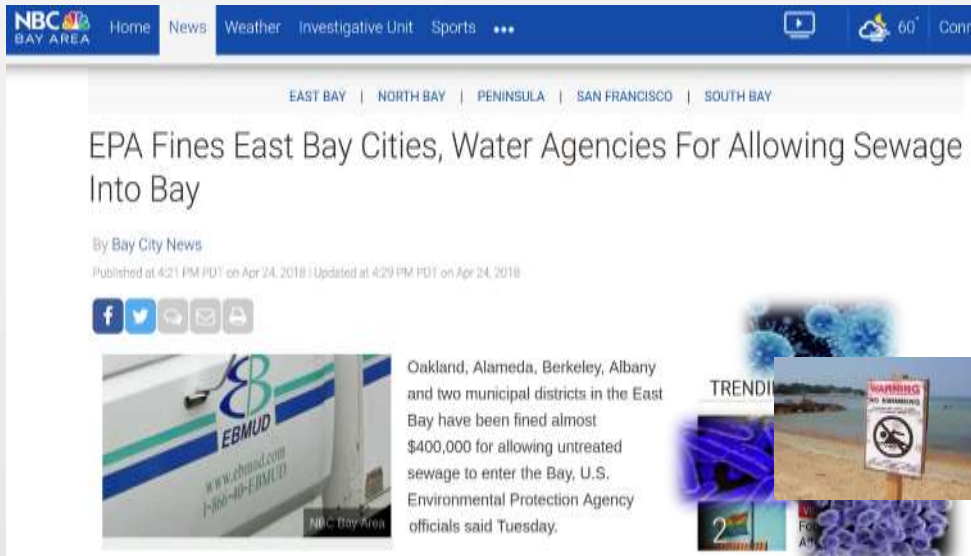 NBC
BAY AREA
Home News Weather Investigative Unit Sports •••
60°
EAST BAY | NORTH BAY | PENINSULA | SAN FRANCISCO | SOUTH BAY
EPA Fines East Bay Cities, Water Agencies For Allowing Sewage
Into Bay
By Bay City News
Published at 4:21 PM PDT on Apr 24, 2018 | Updated at 4:29 PM PDT on Apr 24, 2018
EBMUD
www.ebmud.com
1-866-40-EBMUD
NBC Bay Area
Oakland, Alameda, Berkeley, Albany
and two municipal districts in the East
Bay have been fined almost
$400,000 for allowing untreated
sewage to enter the Bay, U.S.
Environmental Protection Agency
officials said Tuesday.
WARNING
NO SWIMMING
2